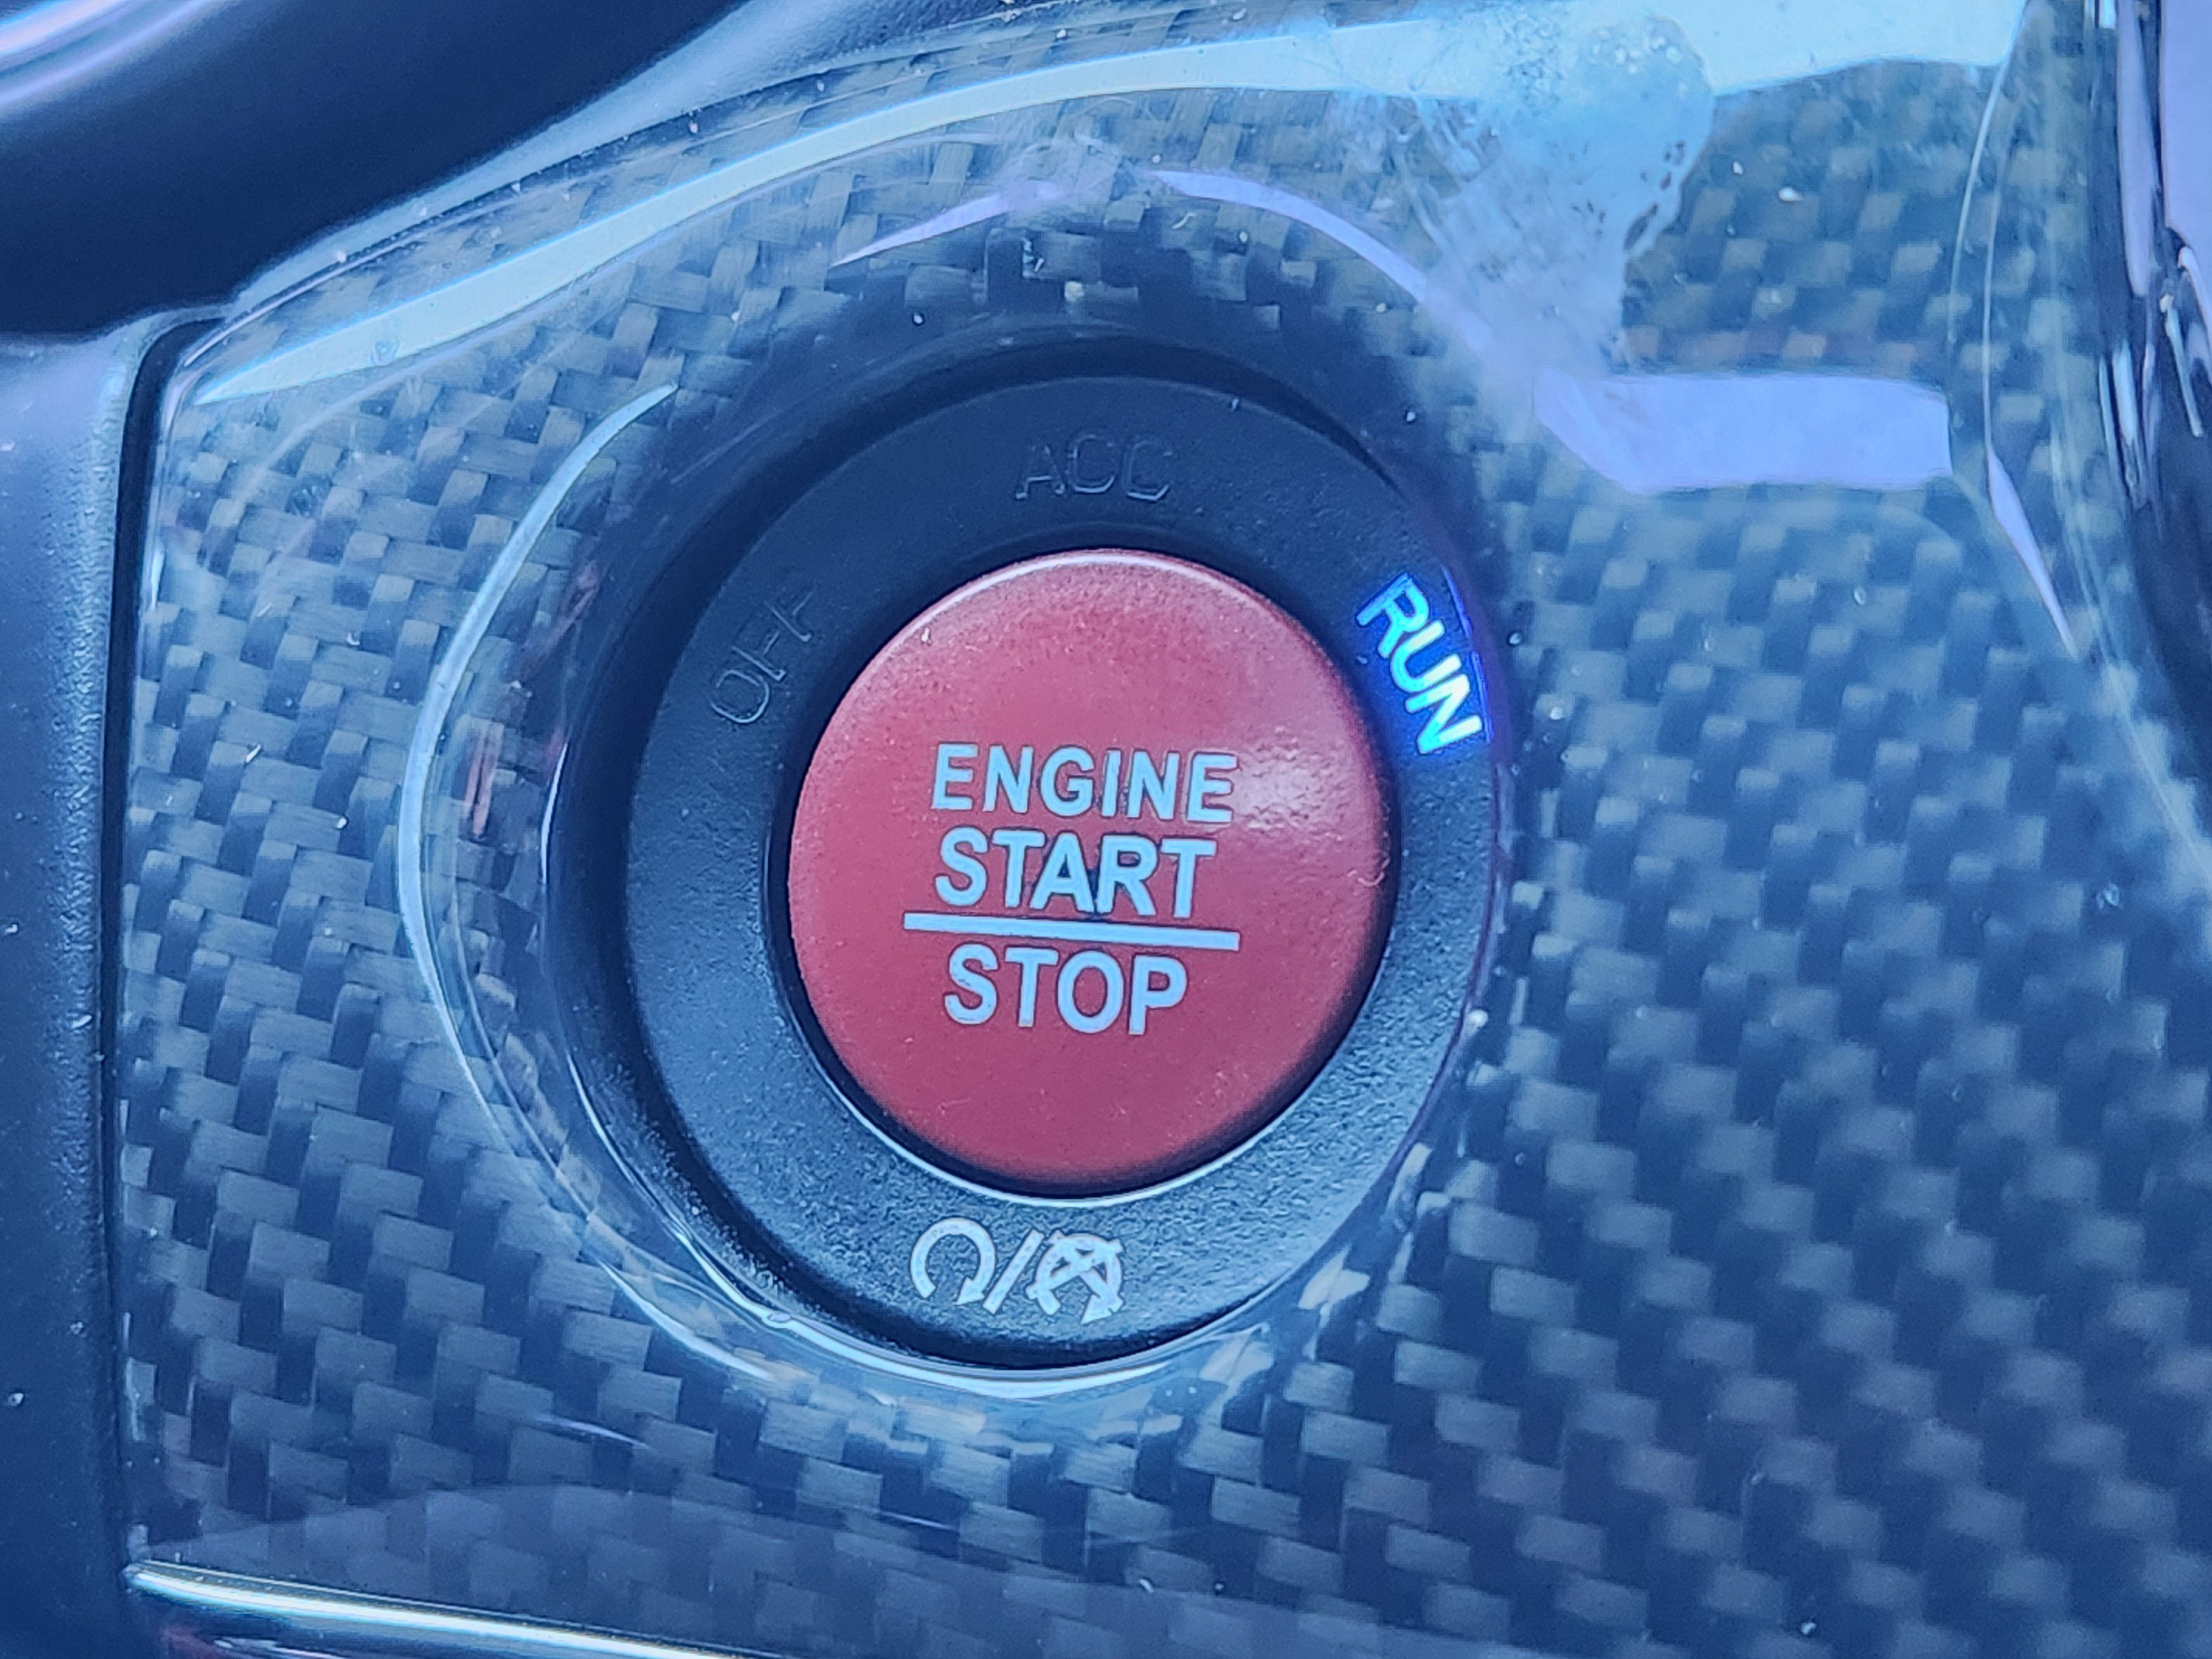 ACC
OFF
RUN
ENGINE
START
STOP